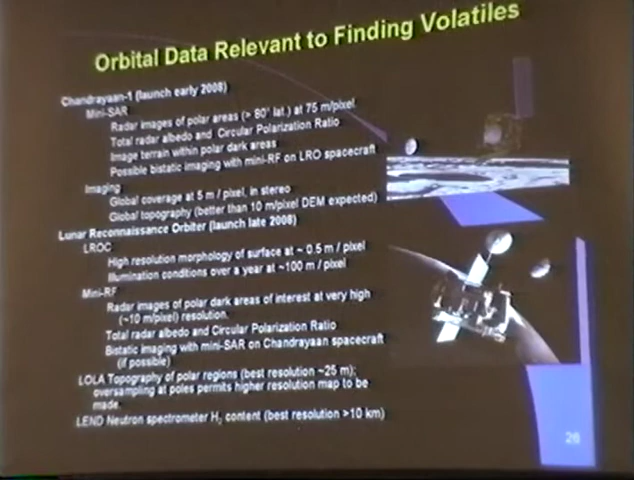 Orbital Data Relevant to Finding Volatiles
Chandrayaan-1 (launch early 2008)
Mini-SAR
Radar images of polar areas (> 80° lat.) at 75 m/pixel
Total radar albedo and Circular Polarization Ratio
Image terrain within polar dark areas
Possible bistatic imaging with mini-RF on LRO spacecraft
Imaging
Global coverage at 5 m / pixel, in stereo
Global topography (better than 10 m/pixel DEM expected)
Lunar Reconnaissance Orbiter (launch late 2008)
LROC
High resolution morphology of surface at ~ 0.5 m / pixel
Illumination conditions over a year at ~100 m / pixel
Mini-RF
Radar images of polar dark areas of interest at very high
(~10 m/pixel) resolution.
Total radar albedo and Circular Polarization Ratio
Bistatic imaging with mini-SAR on Chandrayaan spacecraft
(if possible)
LOLA Topography of polar regions (best resolution ~25 m);
oversampling at poles permits higher resolution map to be
made.
LEND Neutron spectrometer H₂ content (best resolution >10 km)
26